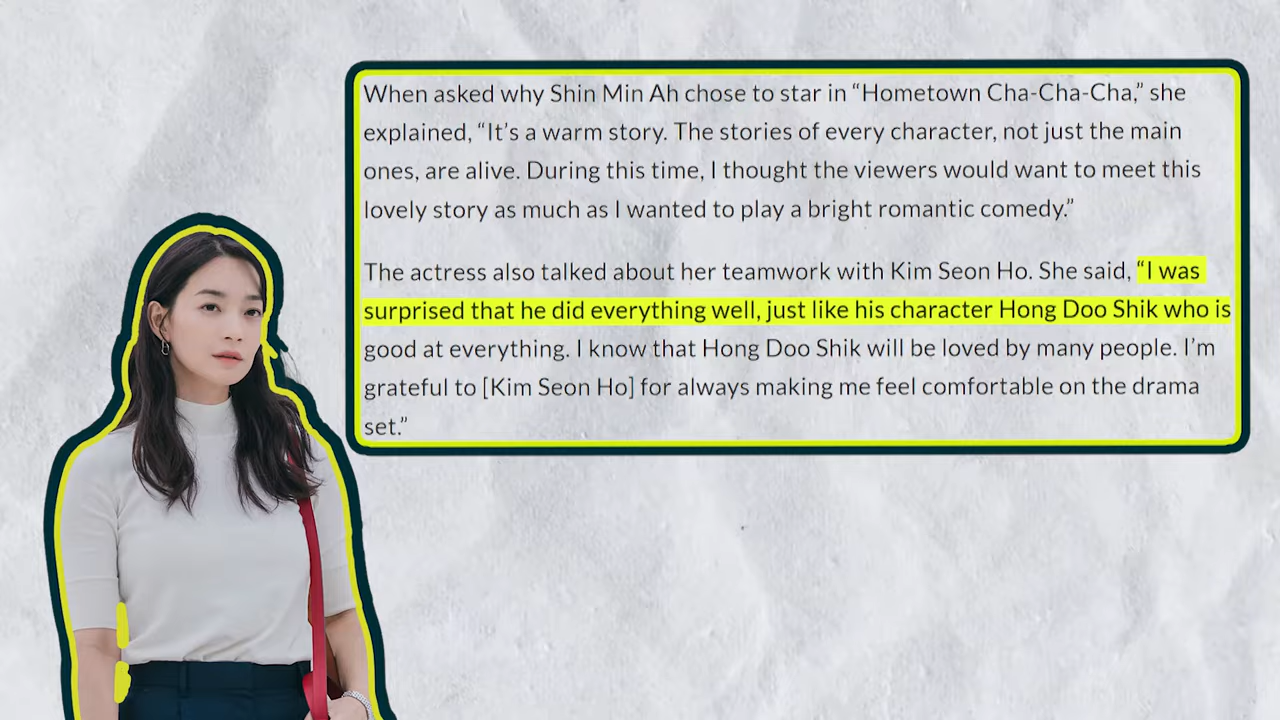 When asked why Shin Min Ah chose to star in “Hometown Cha-Cha-Cha,” she
explained, “It’s a warm story. The stories of every character, not just the main
ones, are alive. During this time, I thought the viewers would want to meet this
lovely story as much as I wanted to play a bright romantic comedy.”
The actress also talked about her teamwork with Kim Seon Ho. She said, “I was
surprised that he did everything well, just like his character Hong Doo Shik who is
good at everything. I know that Hong Doo Shik will be loved by many people. I’m
grateful to [Kim Seon Ho] for always making me feel comfortable on the drama
set.”